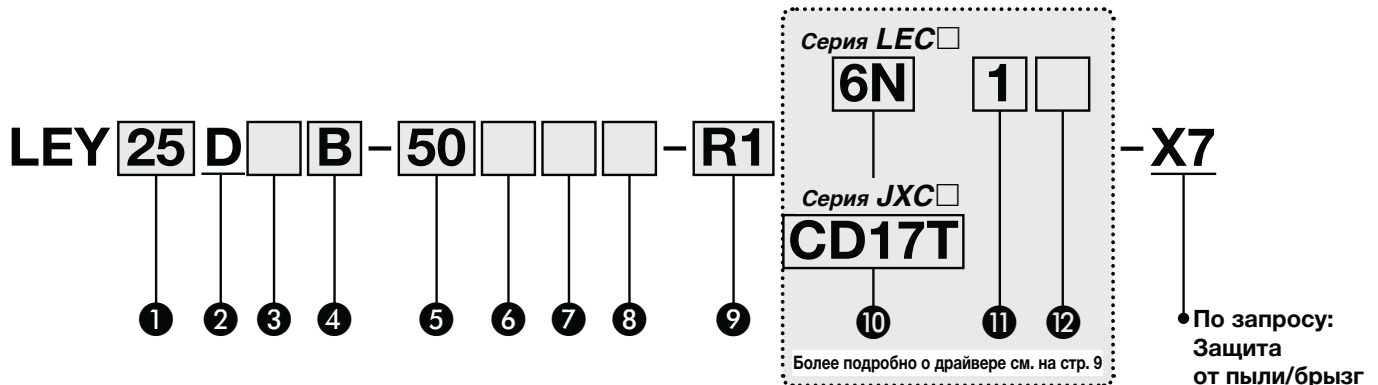 Серия LEC□
6N 1
LEY 25 D B – 50 – R1 – X7
Серия JXC□
CD17T
❶ ❷ ❸ ❹ ❺ ❻ ❼ ❽ ❾ ❿ ⓫ ⓬
Более подробно о драйвере см. на стр. 9
● По запросу:
Защита
от пыли/брызг